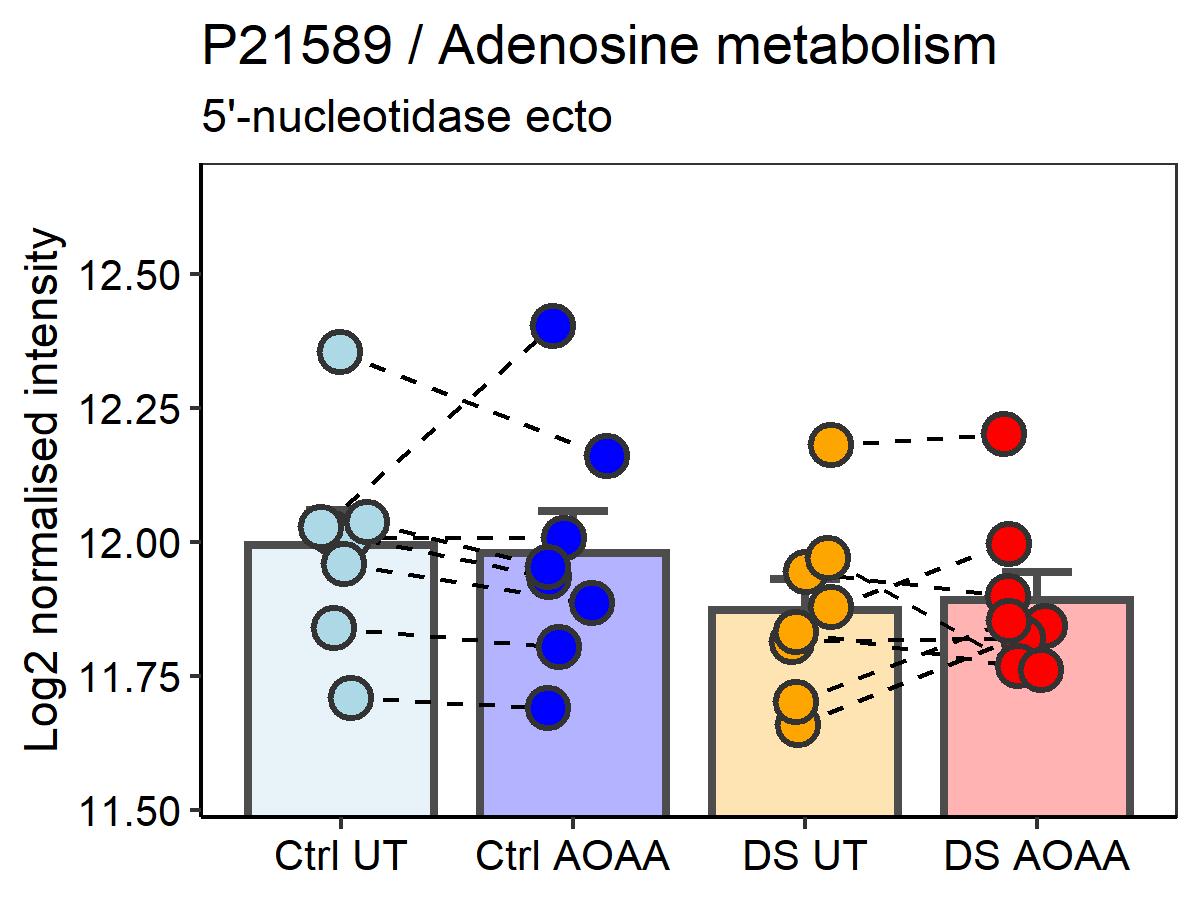 P21589 / Adenosine metabolism
5'-nucleotidase ecto
Log2 normalised intensity
12.50
12.25
12.00
11.75
11.50
Ctrl UT
Ctrl AOAA
DS UT
DS AOAA